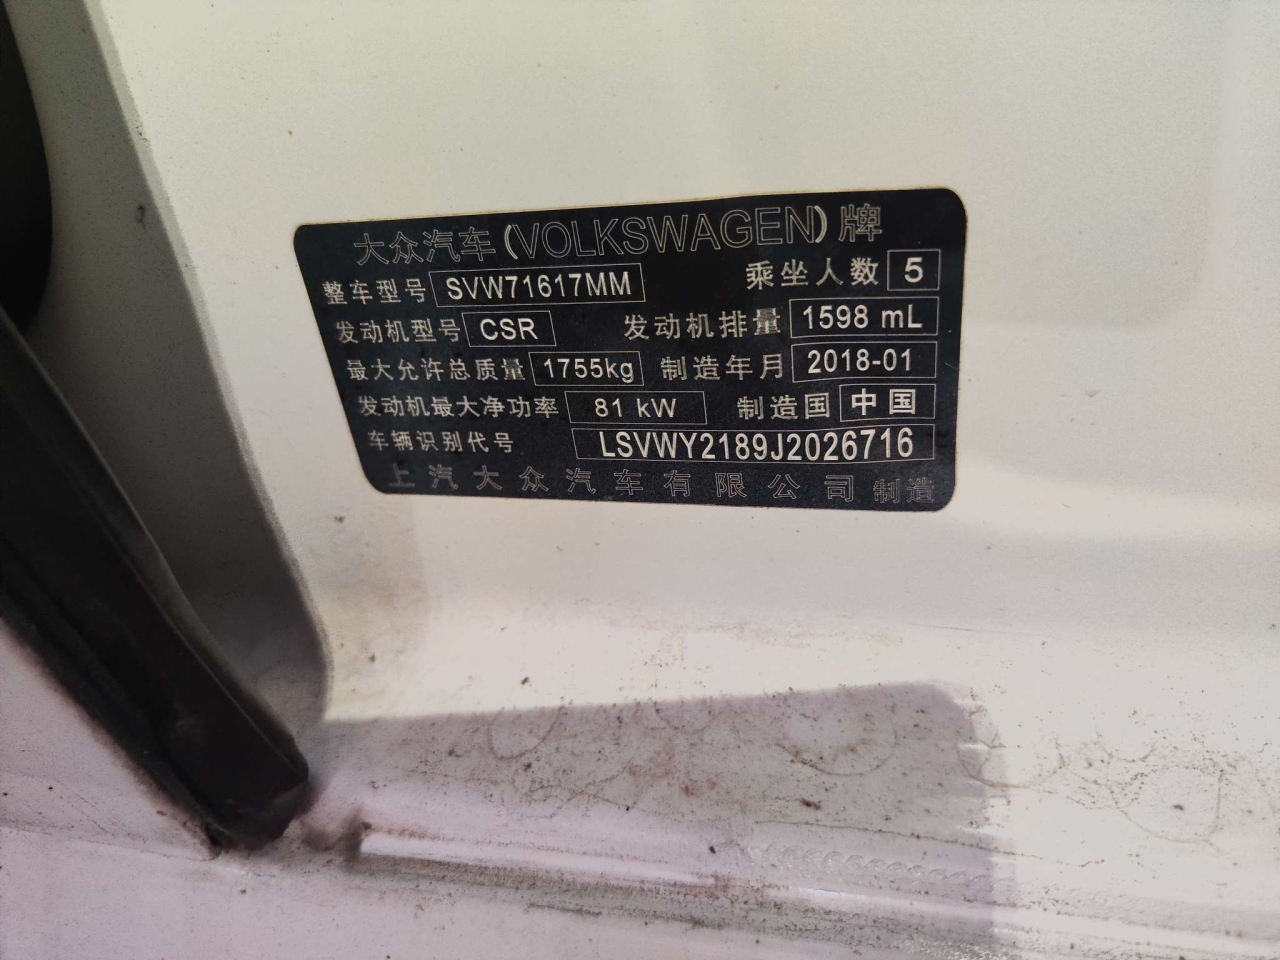 大众汽车(VOLKSWAGEN)牌
整车型号 SVW71617MM 乘坐人数 5
发动机型号 CSR 发动机排量 1598 mL
最大允许总质量 1755kg 制造年月 2018-01
发动机最大净功率 81 kW 制造国 中国
车辆识别代号 LSVWY2189J2026716
上汽大众汽车有限公司 制造